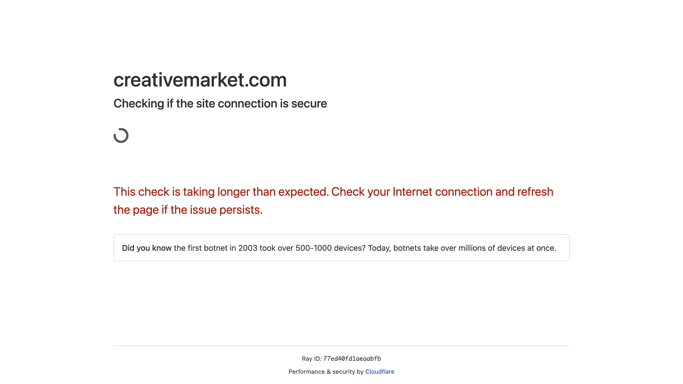 creativemarket.com
Checking if the site connection is secure
This check is taking longer than expected. Check your Internet connection and refresh
the page if the issue persists.
Did you know the first botnet in 2003 took over 500-1000 devices? Today, botnets take over millions of devices at once.
Ray ID: 77ed40fd1aeaabfb
Performance & security by Cloudflare